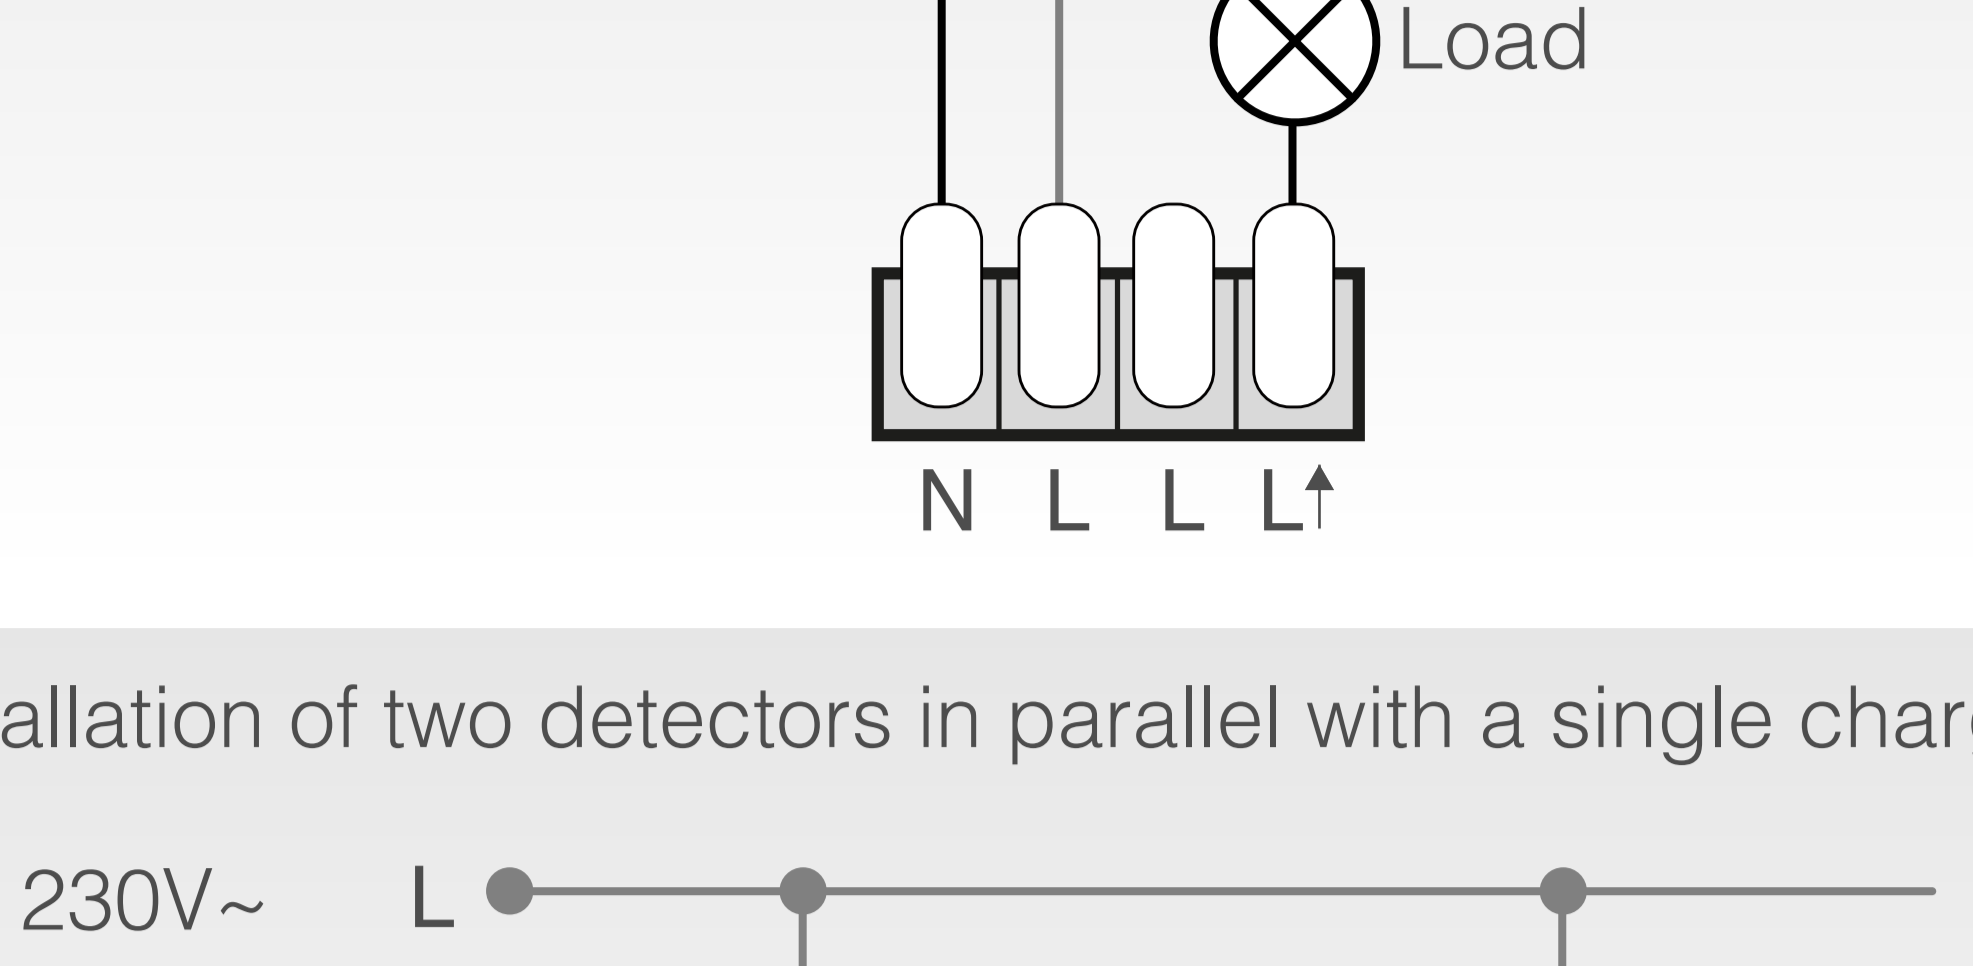 Load
N L L L↑
allation of two detectors in parallel with a single char
230V~ L